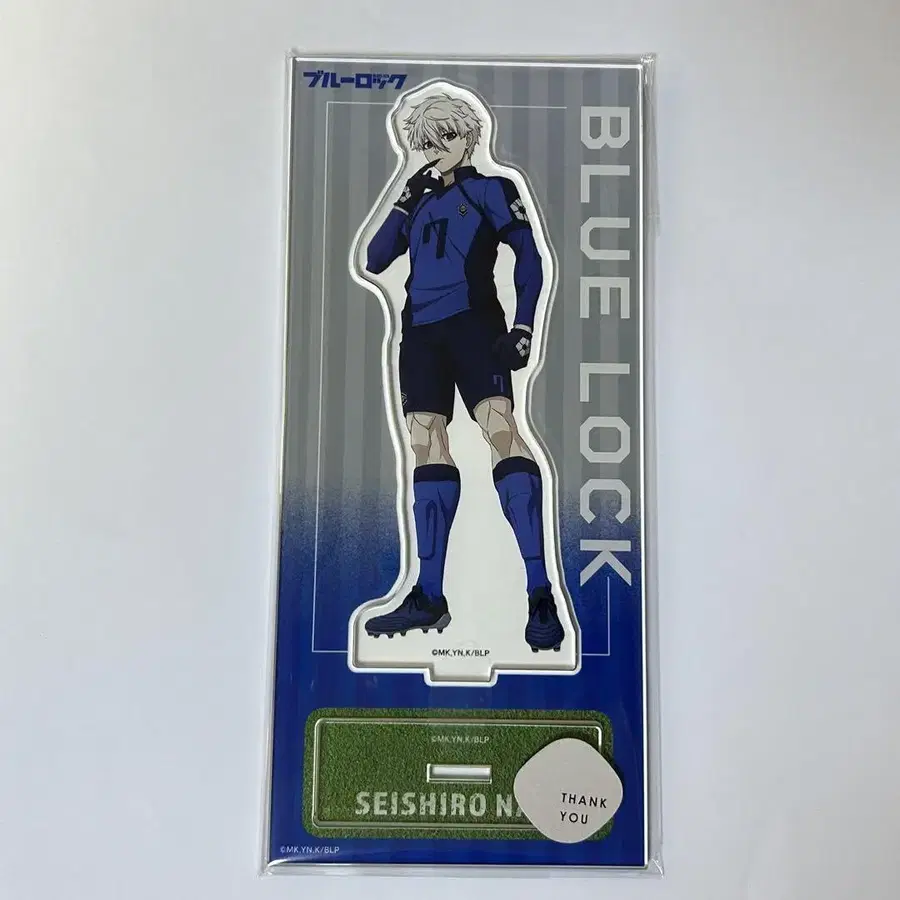 ブルーロック
BLUE LOCK
7
7
©MK,YN,K/BLP
©MK,YN,K/BLP
SEISHIRO NA
THANK
YOU
©MK,YN,K/BLP